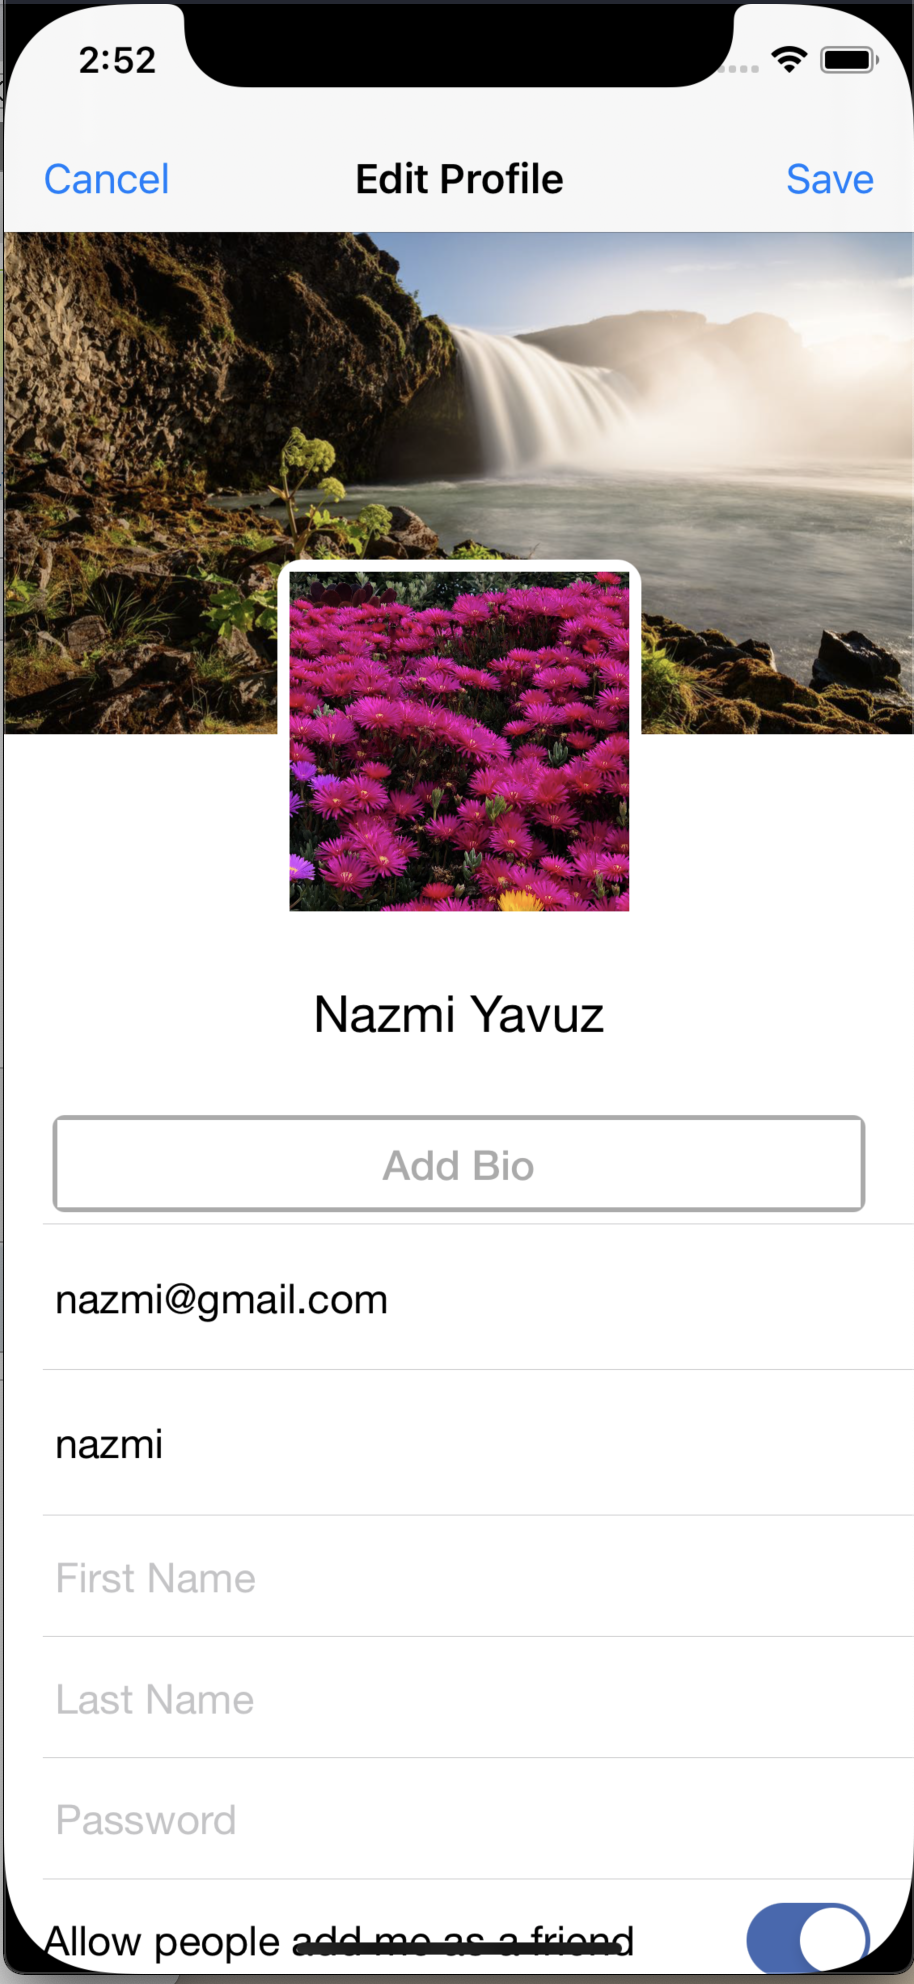 2:52
Cancel Edit Profile Save
Nazmi Yavuz
Add Bio
nazmi@gmail.com
nazmi
First Name
Last Name
Password
Allow people add me as a friend